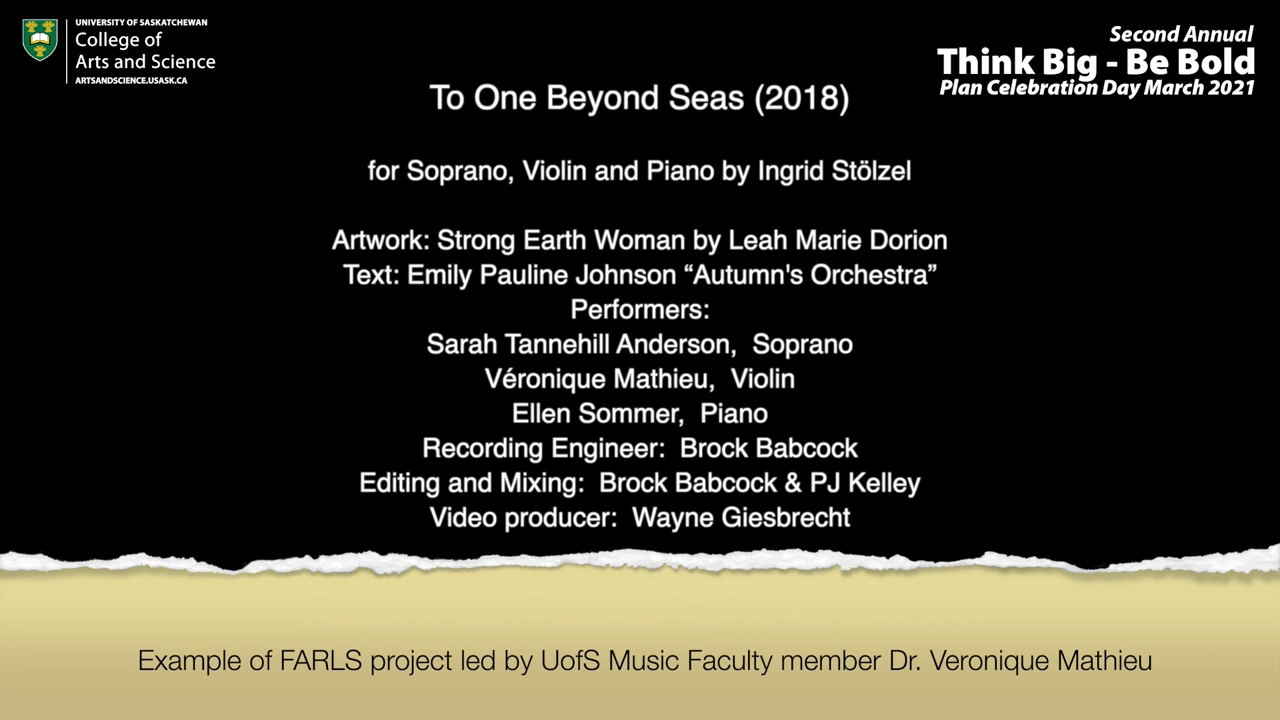 UNIVERSITY OF SASKATCHEWAN
College of
Arts and Science
ARTSANDSCIENCE.USASK.CA
Second Annual
Think Big - Be Bold
Plan Celebration Day March 2021
To One Beyond Seas (2018)
for Soprano, Violin and Piano by Ingrid Stölzel
Artwork: Strong Earth Woman by Leah Marie Dorion
Text: Emily Pauline Johnson “Autumn's Orchestra”
Performers:
Sarah Tannehill Anderson,  Soprano
Véronique Mathieu,  Violin
Ellen Sommer,  Piano
Recording Engineer:  Brock Babcock
Editing and Mixing:  Brock Babcock & PJ Kelley
Video producer:  Wayne Giesbrecht
Example of FARLS project led by UofS Music Faculty member Dr. Veronique Mathieu